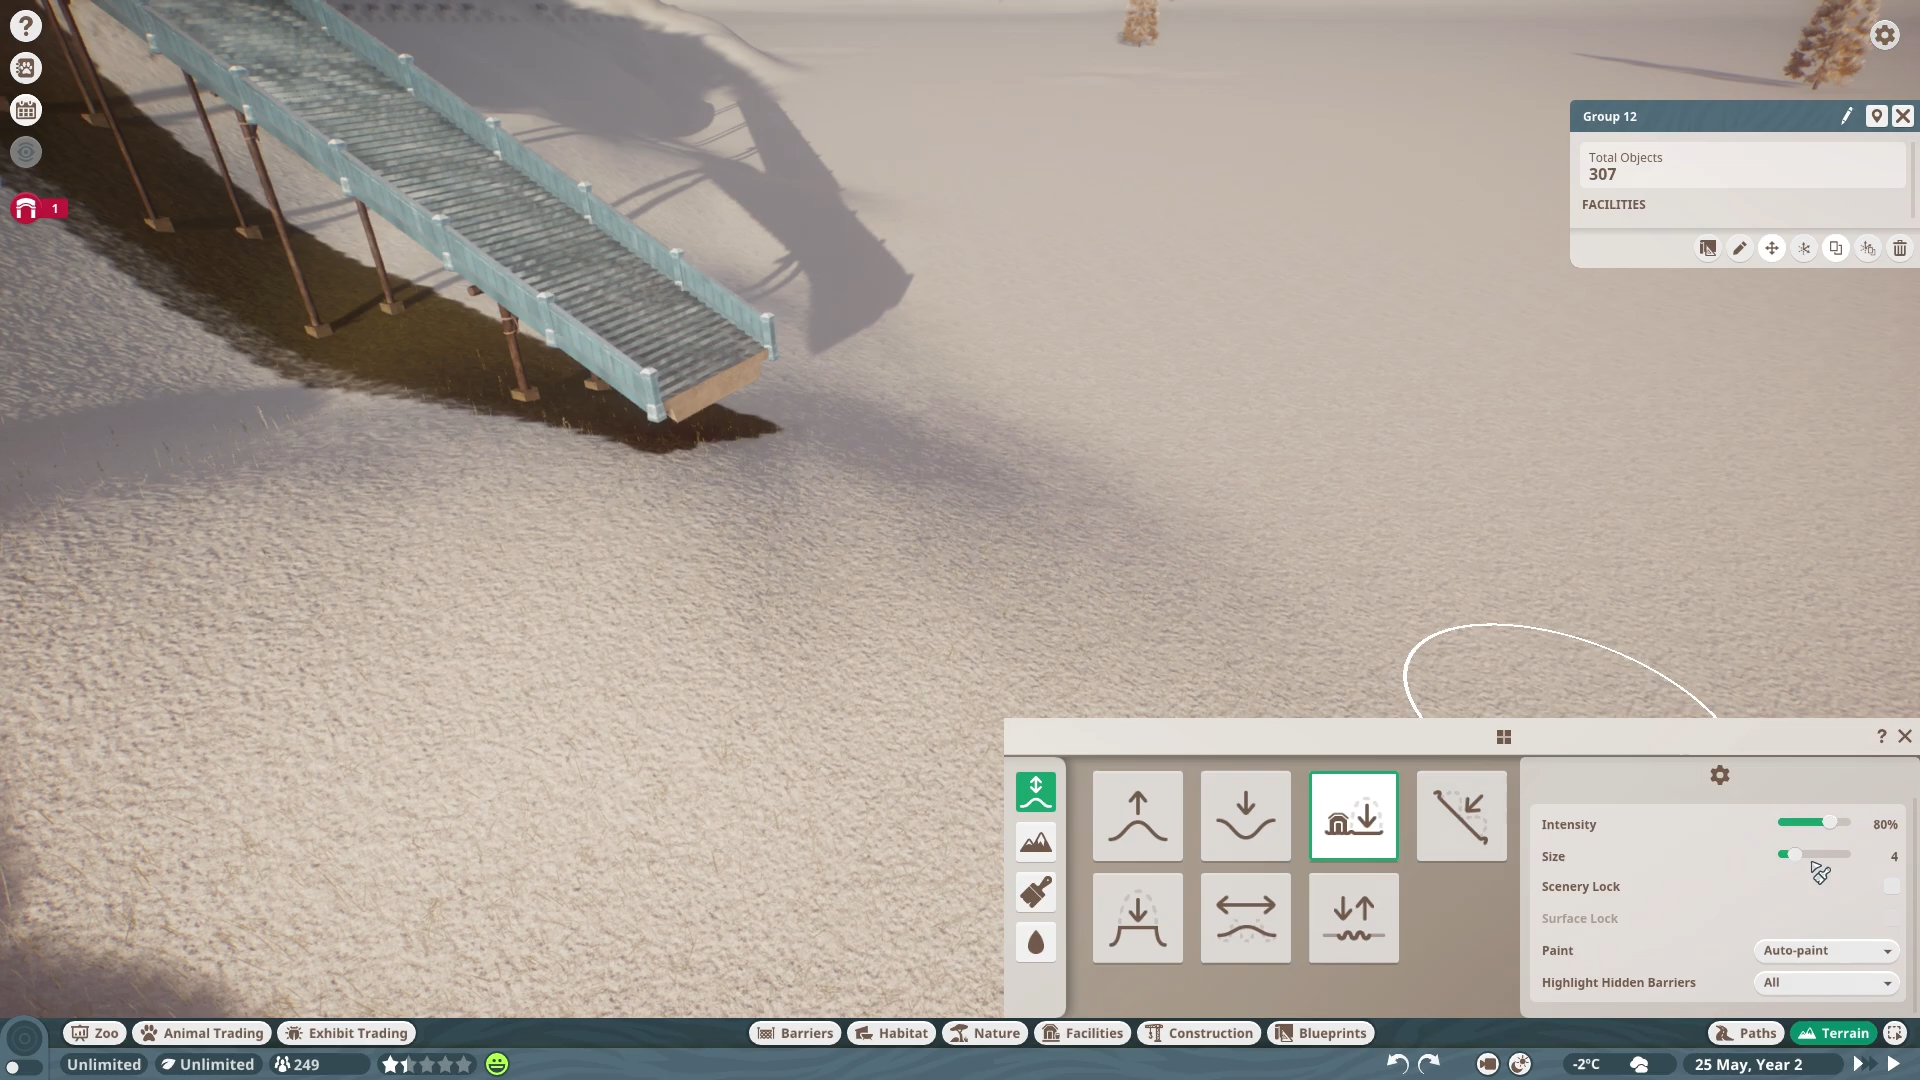 ?
1
Group 12
Total Objects
307
FACILITIES
?
Intensity 80%
Size 4
Scenery Lock
Surface Lock
Paint Auto-paint
Highlight Hidden Barriers All
Zoo Animal Trading Exhibit Trading Barriers Habitat Nature Facilities Construction Blueprints Paths Terrain
Unlimited Unlimited 249 -2°C 25 May, Year 2